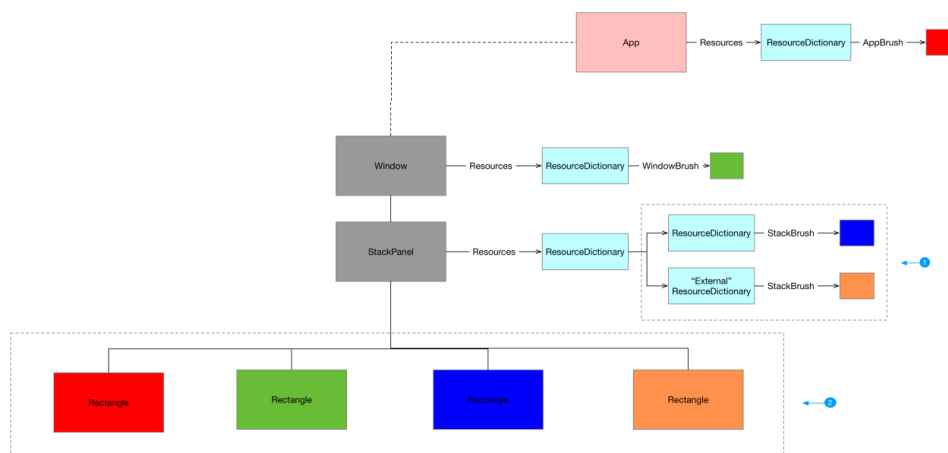 App
Resources
ResourceDictionary
AppBrush
Window
Resources
ResourceDictionary
WindowBrush
StackPanel
Resources
ResourceDictionary
ResourceDictionary
StackBrush
1
“External”
ResourceDictionary
StackBrush
Rectangle
Rectangle
Rectangle
Rectangle
2